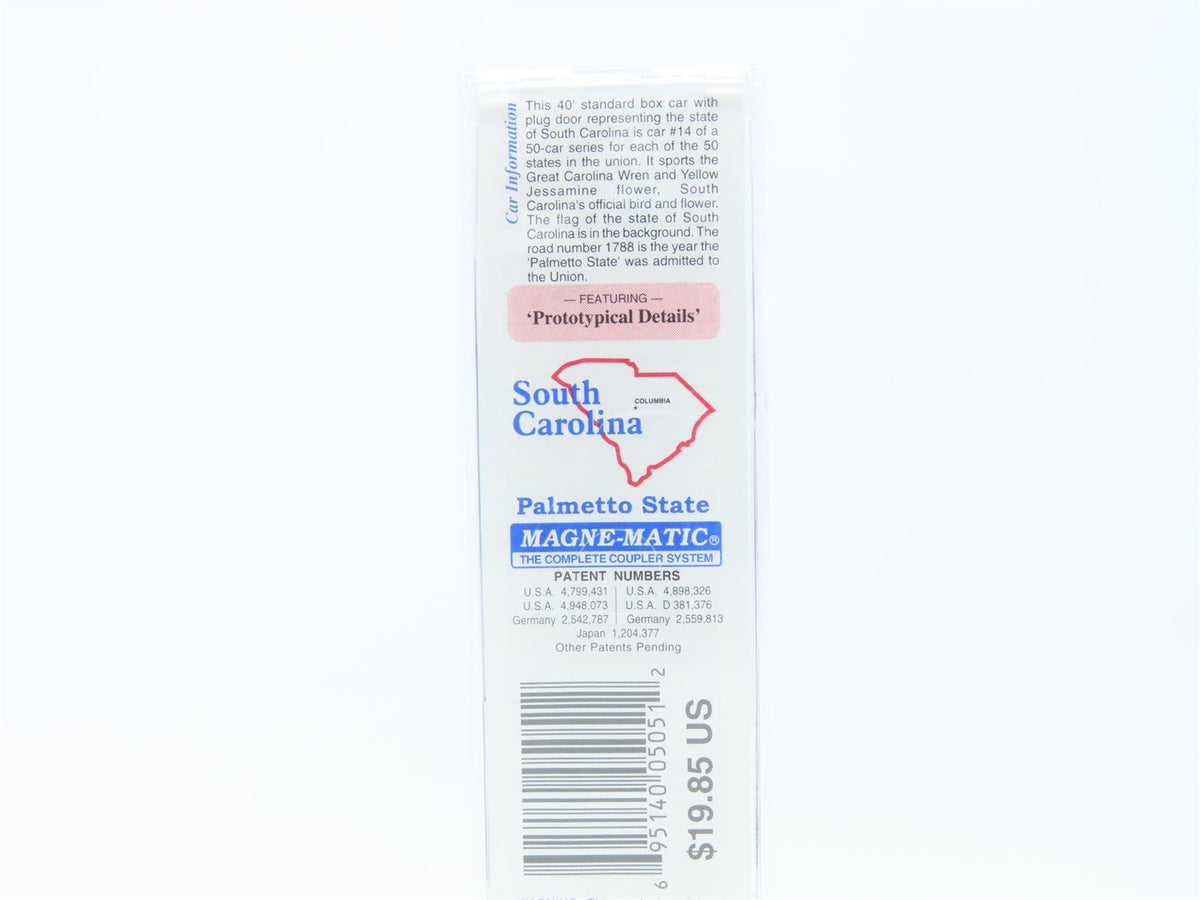 Car Information
This 40' standard box car with
plug door representing the state
of South Carolina is car #14 of a
50-car series for each of the 50
states in the union. It sports the
Great Carolina Wren and Yellow
Jessamine flower, South
Carolina's official bird and flower.
The flag of the state of South
Carolina is in the background. The
road number 1788 is the year the
'Palmetto State' was admitted to
the Union.
— FEATURING —
‘Prototypical Details’
South
Carolina
COLUMBIA
Palmetto State
MAGNE-MATIC®
THE COMPLETE COUPLER SYSTEM
PATENT NUMBERS
U.S.A. 4,799,431 | U.S.A. 4,898,326
U.S.A. 4,948,073 | U.S.A. D 381,376
Germany 2,542,787 | Germany 2,559,813
Japan 1,204,377
Other Patents Pending
6 95140 05051 2
$19.85 US